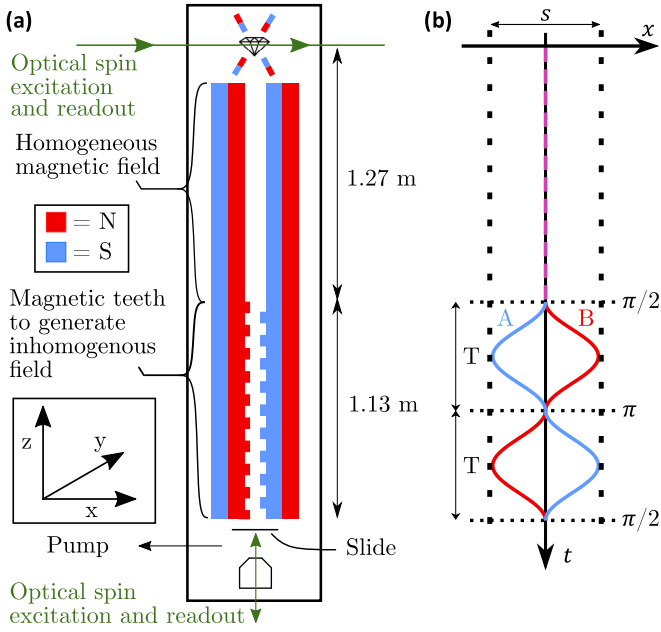 (a)
Optical spin
excitation
and readout
Homogeneous
magnetic field
= N
= S
Magnetic teeth
to generate
inhomogenous
field
z
y
x
Pump
Slide
Optical spin
excitation and readout
1.27 m
1.13 m
(b)
s
x
π/2
A
B
T
π
T
π/2
t